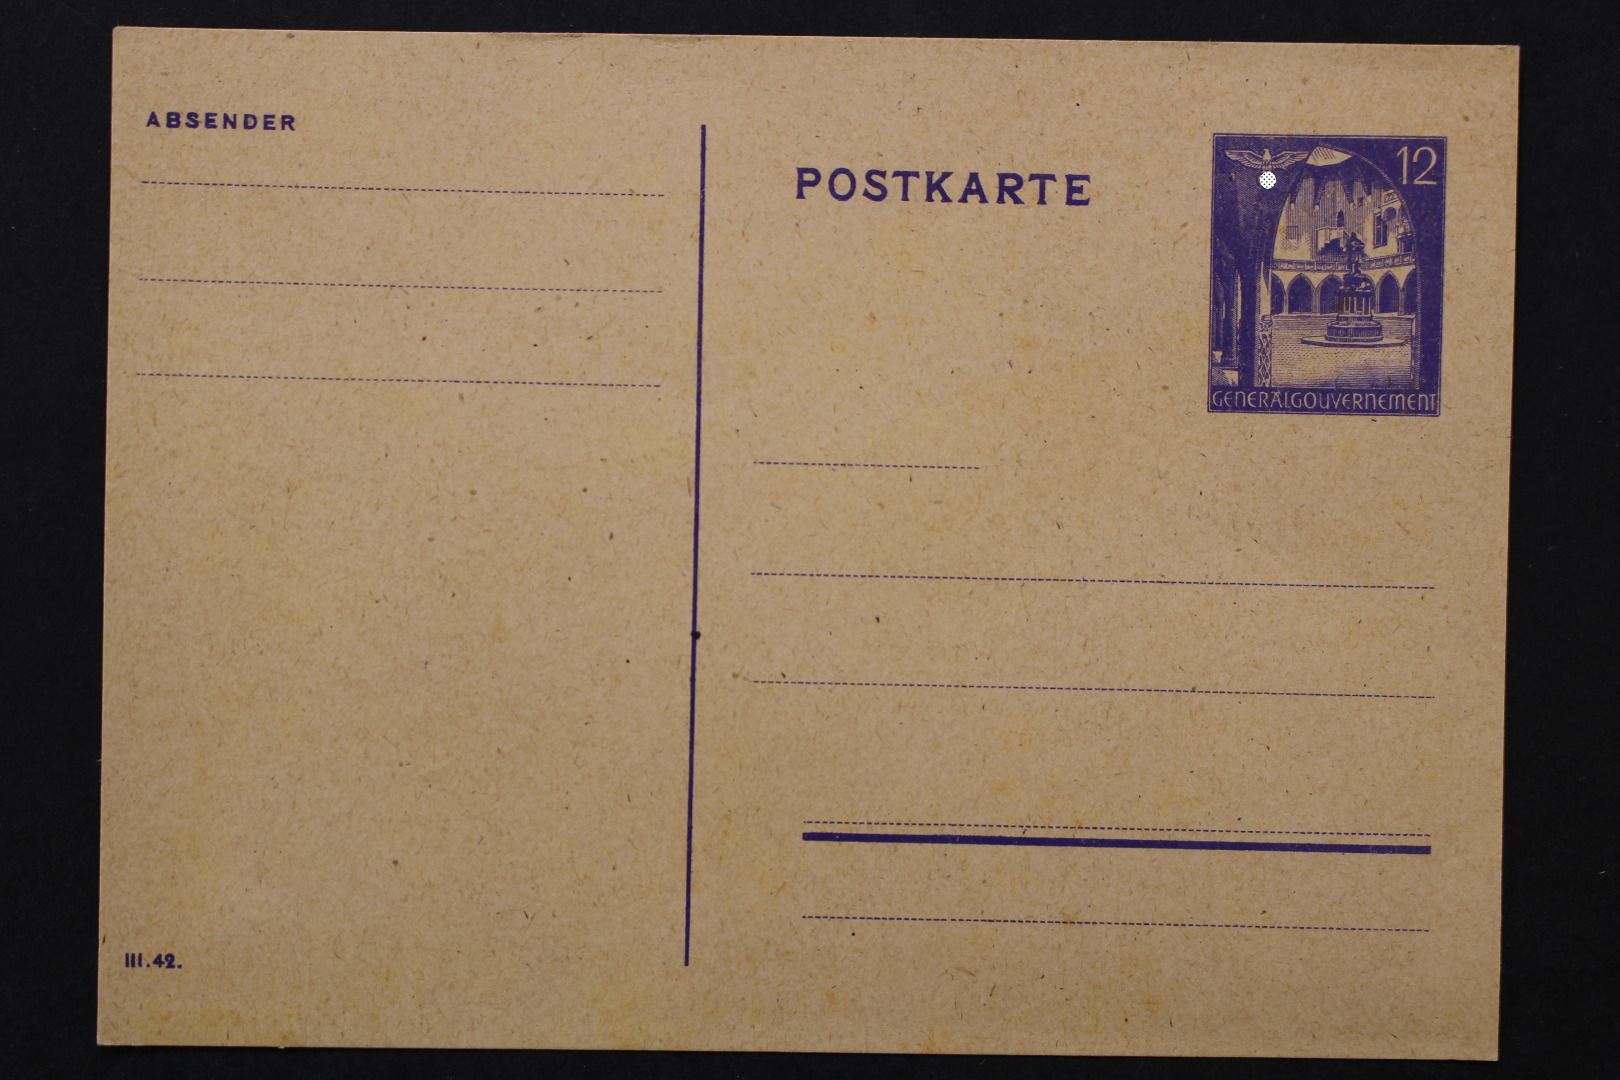 ABSENDER
POSTKARTE
12
GENERALGOUVERNEMENT
III.42.